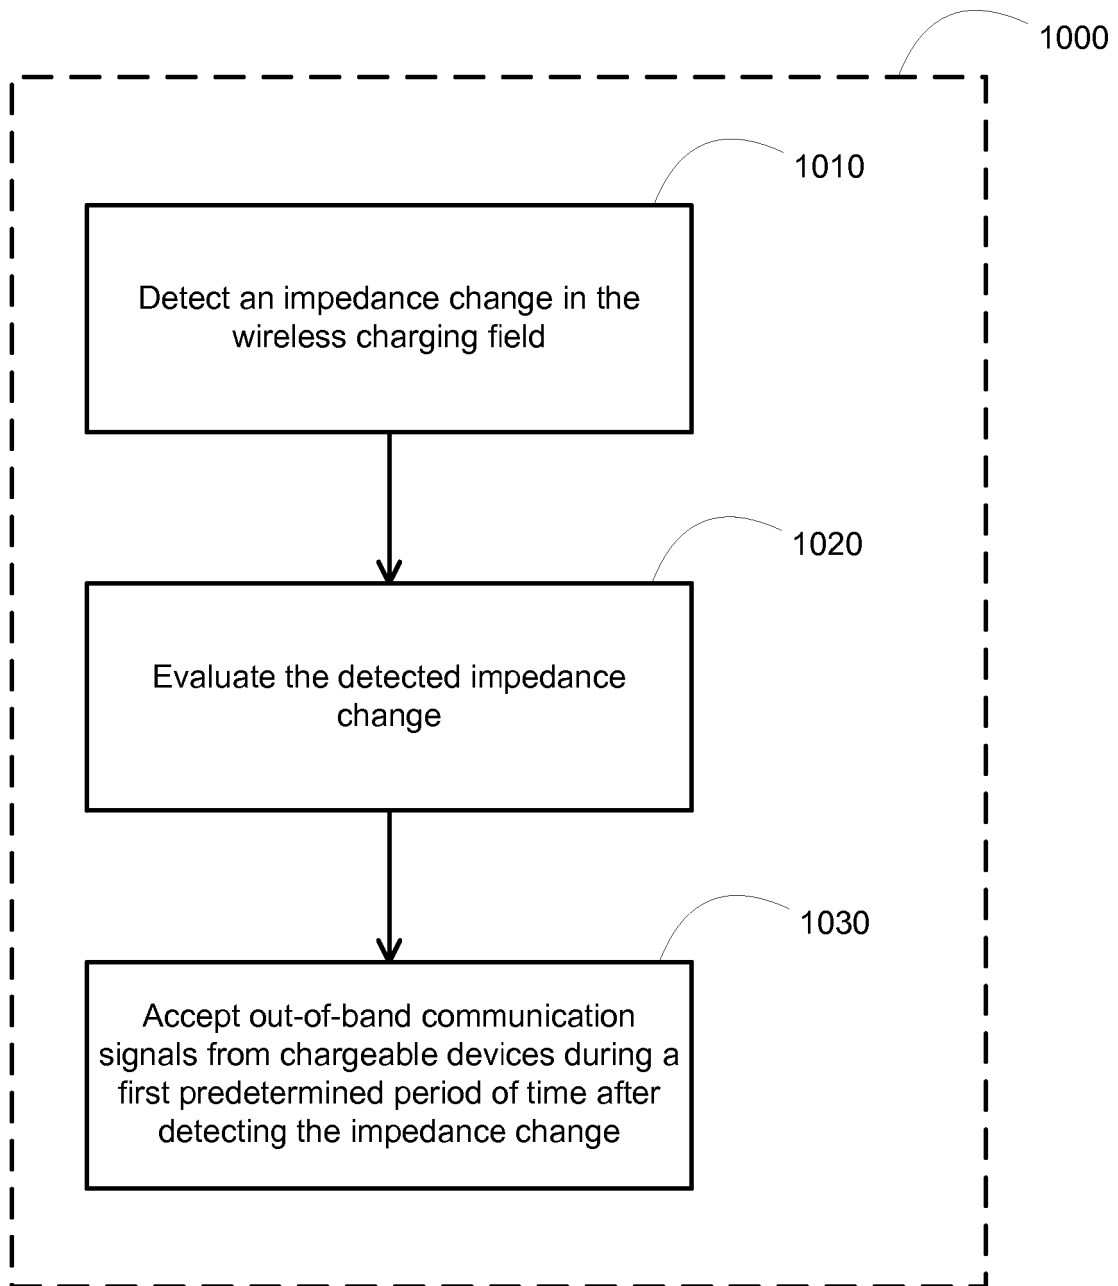 1000
1010
Detect an impedance change in the
wireless charging field
1020
Evaluate the detected impedance
change
1030
Accept out-of-band communication
signals from chargeable devices during a
first predetermined period of time after
detecting the impedance change